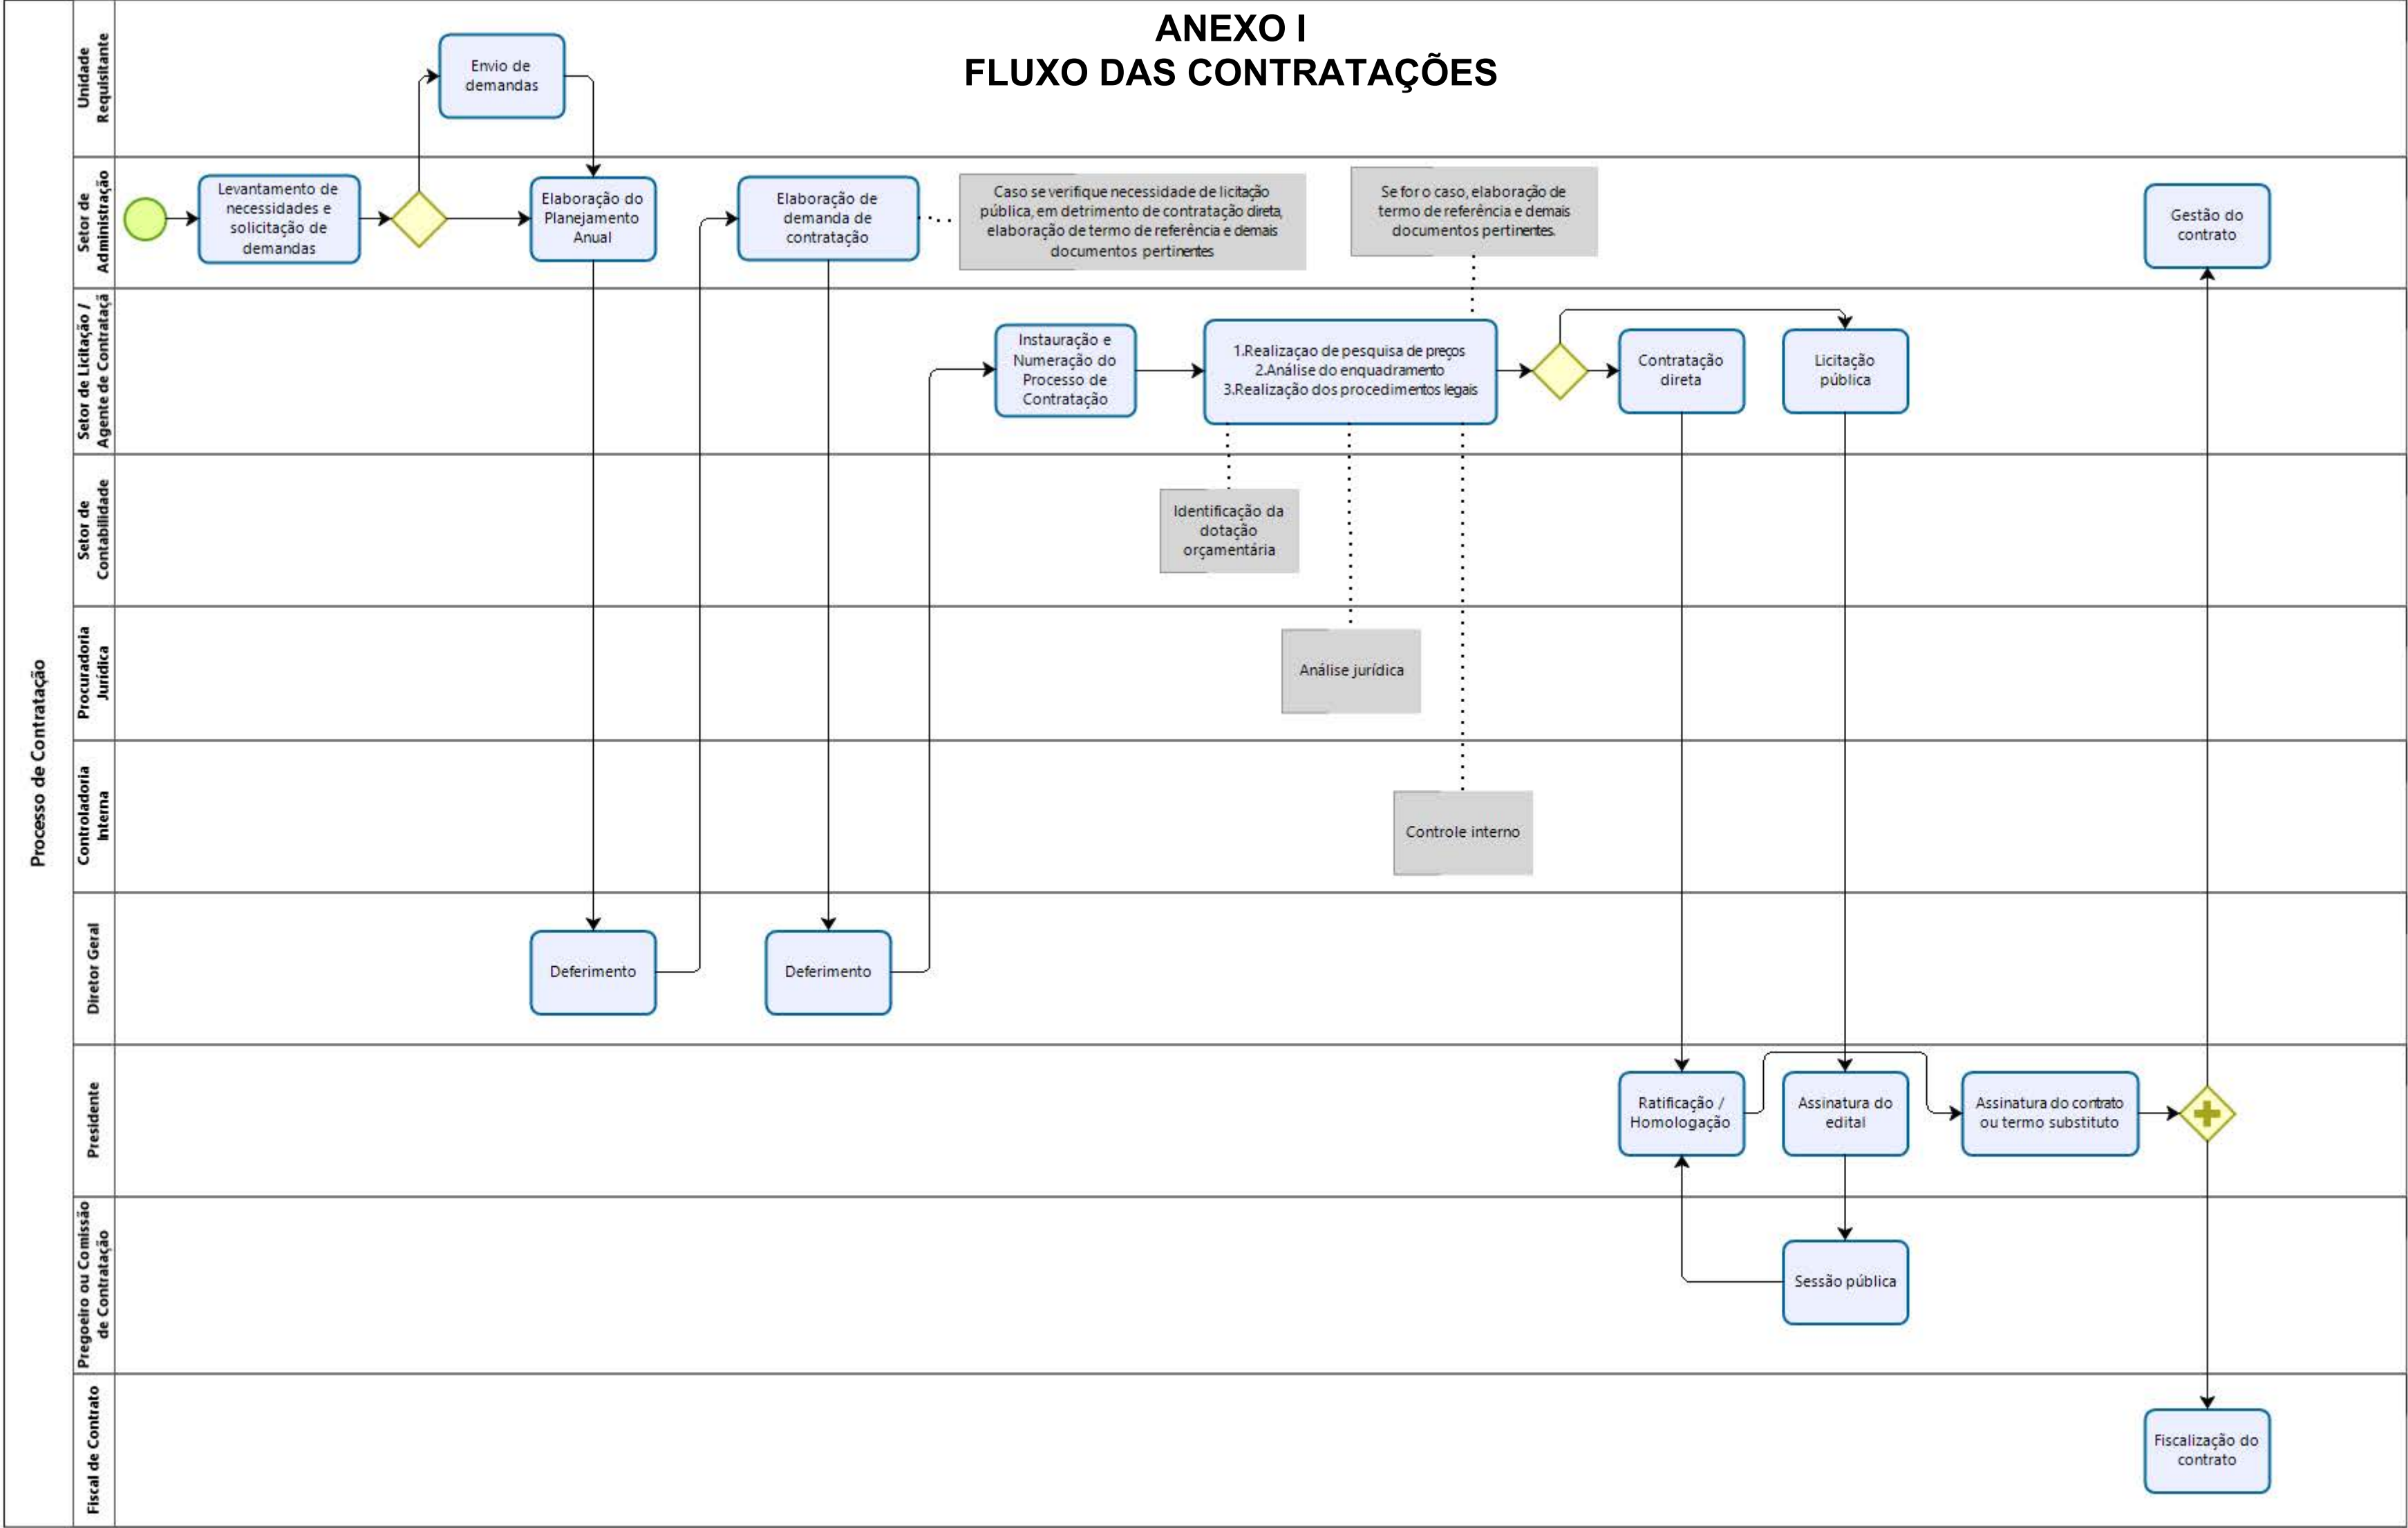 ANEXO I
FLUXO DAS CONTRATAÇÕES
Processo de Contratação
Unidade
Requisitante
Envio de
demandas
Setor de
Administração
Levantamento de
necessidades e
solicitação de
demandas
Elaboração do
Planejamento
Anual
Elaboração de
demanda de
contratação
Caso se verifique necessidade de licitação
pública, em detrimento de contratação direta,
elaboração de termo de referência e demais
documentos pertinentes
Se for o caso, elaboração de
termo de referência e demais
documentos pertinentes.
Gestão do
contrato
Setor de Licitação /
Agente de Contrataçã
Instauração e
Numeração do
Processo de
Contratação
1.Realizaçao de pesquisa de preços
2.Análise do enquadramento
3.Realização dos procedimentos legais
Contratação
direta
Licitação
pública
Setor de
Contabilidade
Identificação da
dotação
orçamentária
Procuradoria
Jurídica
Análise jurídica
Controladoria
Interna
Controle interno
Diretor Geral
Deferimento
Deferimento
Presidente
Ratificação /
Homologação
Assinatura do
edital
Assinatura do contrato
ou termo substituto
Pregoeiro ou Comissão
de Contratação
Sessão pública
Fiscal de Contrato
Fiscalização do
contrato